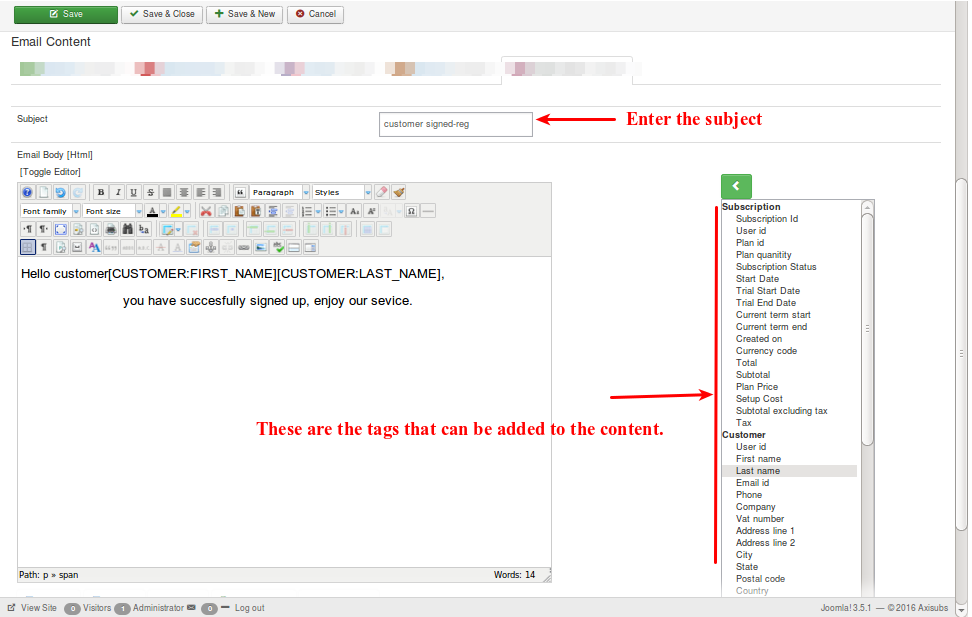 Save
Save & Close
Save & New
Cancel
Email Content
Subject
customer signed-reg
Enter the subject
Email Body [Html]
[Toggle Editor]
Paragraph
Styles
Font family
Font size
Hello customer[CUSTOMER:FIRST_NAME][CUSTOMER:LAST_NAME],
you have succesfully signed up, enjoy our sevice.
These are the tags that can be added to the content.
Path: p » span
Words: 14
Subscription
Subscription Id
User id
Plan id
Plan quanitity
Subscription Status
Start Date
Trial Start Date
Trial End Date
Current term start
Current term end
Created on
Currency code
Total
Subtotal
Plan Price
Setup Cost
Subtotal excluding tax
Tax
Customer
User id
First name
Last name
Email id
Phone
Company
Vat number
Address line 1
Address line 2
City
State
Postal code
Country
View Site 0 Visitors 1 Administrator 0 Log out
Joomla! 3.5.1 — © 2016 Axisubs